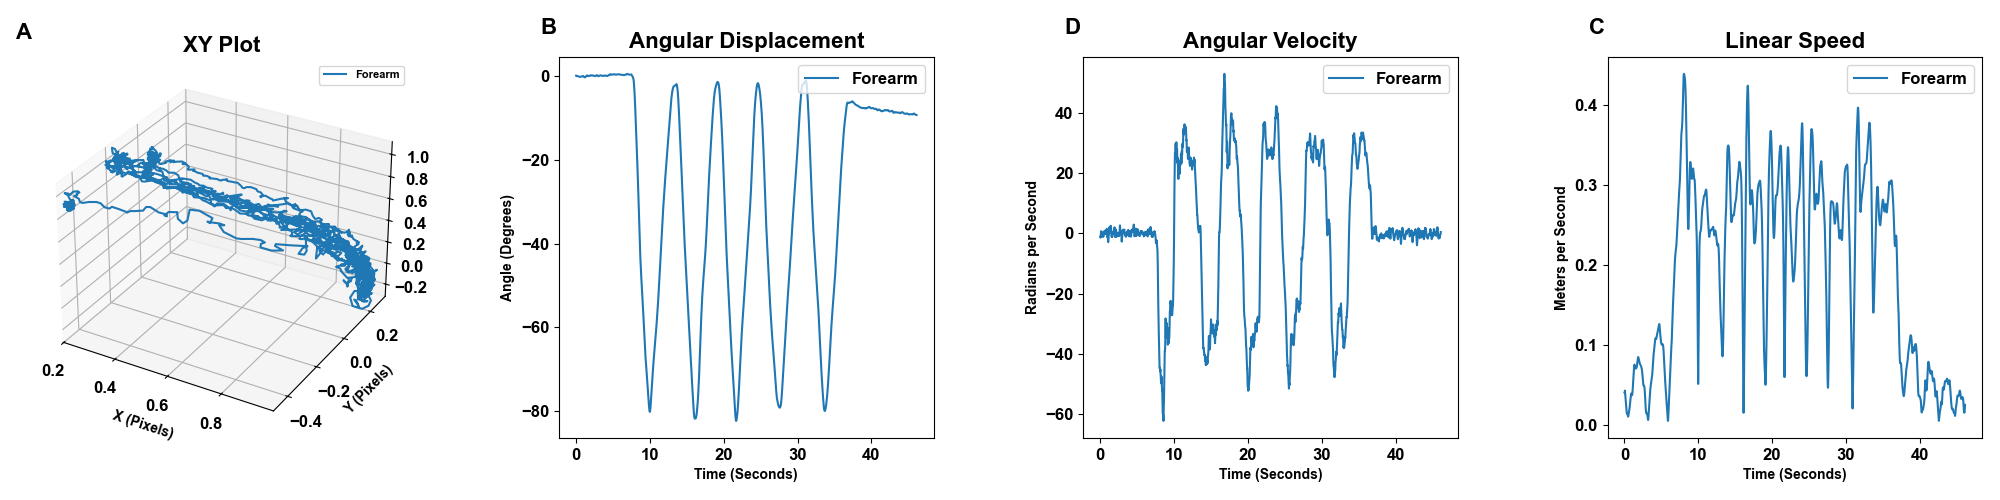 A
XY Plot
Forearm
1.0
0.8
0.6
0.4
0.2
0.0
−0.2
0.2
0.0
−0.2
−0.4
Y (Pixels)
0.2
0.4
0.6
0.8
X (Pixels)
B
Angular Displacement
Forearm
0
−20
−40
−60
−80
Angle (Degrees)
0
10
20
30
40
Time (Seconds)
D
Angular Velocity
Forearm
40
20
0
−20
−40
−60
Radians per Second
0
10
20
30
40
Time (Seconds)
C
Linear Speed
Forearm
0.4
0.3
0.2
0.1
0.0
Meters per Second
0
10
20
30
40
Time (Seconds)